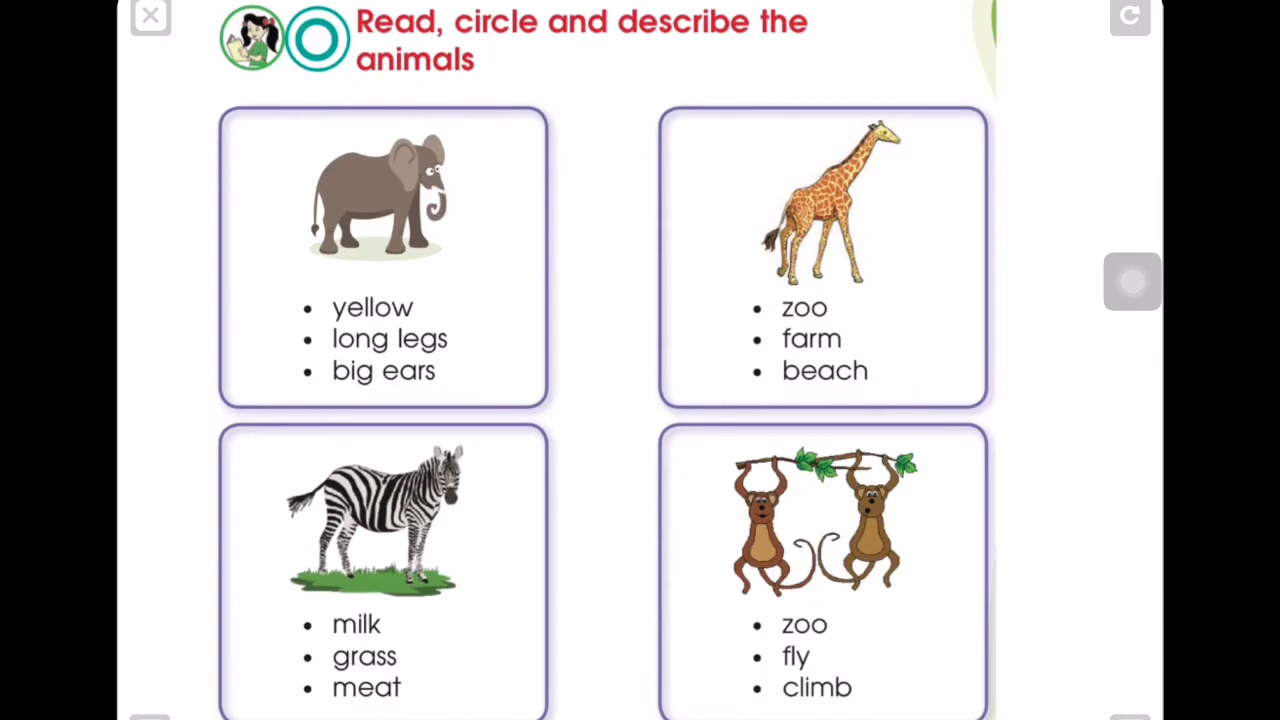 Read, circle and describe the
animals
• yellow
• long legs
• big ears
• zoo
• farm
• beach
• milk
• grass
• meat
• zoo
• fly
• climb